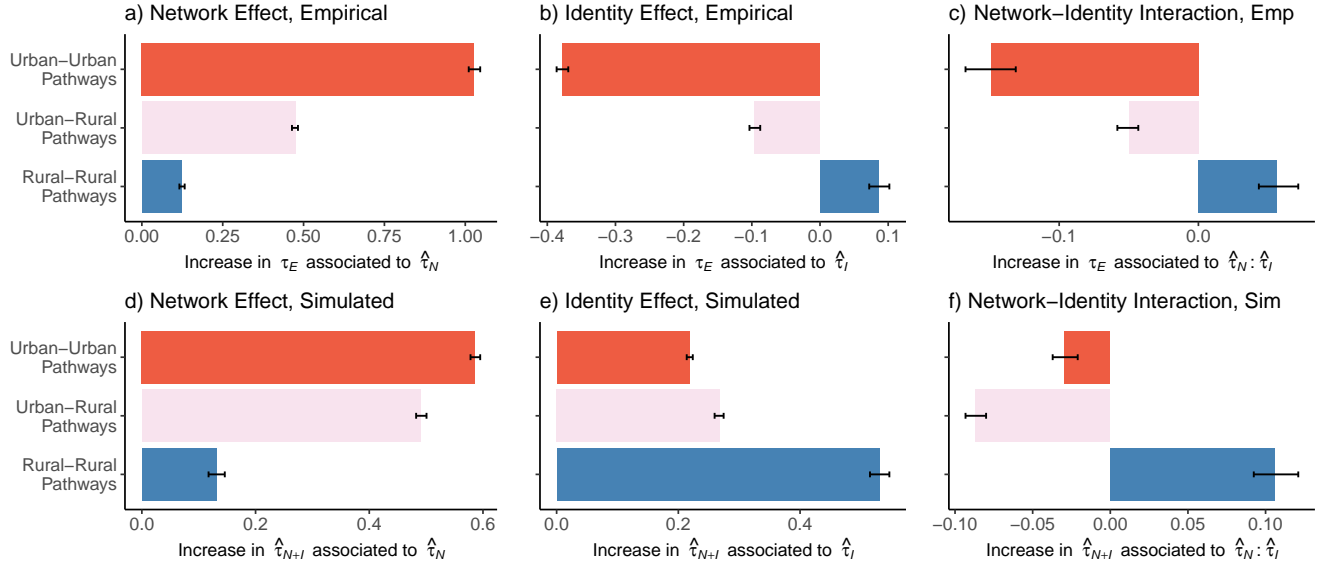 a) Network Effect, Empirical
b) Identity Effect, Empirical
c) Network−Identity Interaction, Emp
Urban−Urban
Pathways
Urban−Rural
Pathways
Rural−Rural
Pathways
0.00 0.25 0.50 0.75 1.00
−0.4 −0.3 −0.2 −0.1 0.0 0.1
−0.1 0.0
Increase in τ_E associated to τ̂_N
Increase in τ_E associated to τ̂_I
Increase in τ_E associated to τ̂_N : τ̂_I
d) Network Effect, Simulated
e) Identity Effect, Simulated
f) Network−Identity Interaction, Sim
Urban−Urban
Pathways
Urban−Rural
Pathways
Rural−Rural
Pathways
0.0 0.2 0.4 0.6
0.0 0.2 0.4
−0.10 −0.05 0.00 0.05 0.10
Increase in τ̂_N+I associated to τ̂_N
Increase in τ̂_N+I associated to τ̂_I
Increase in τ̂_N+I associated to τ̂_N : τ̂_I